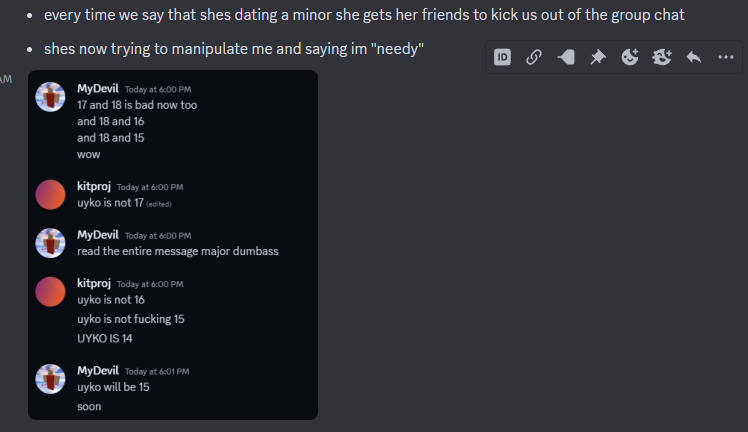 every time we say that shes dating a minor she gets her friends to kick us out of the group chat
shes now trying to manipulate me and saying im "needy"
ID
AM
MyDevil Today at 6:00 PM
17 and 18 is bad now too
and 18 and 16
and 18 and 15
wow
kitproj Today at 6:00 PM
uyko is not 17 (edited)
MyDevil Today at 6:00 PM
read the entire message major dumbass
kitproj Today at 6:00 PM
uyko is not 16
uyko is not fucking 15
UYKO IS 14
MyDevil Today at 6:01 PM
uyko will be 15
soon